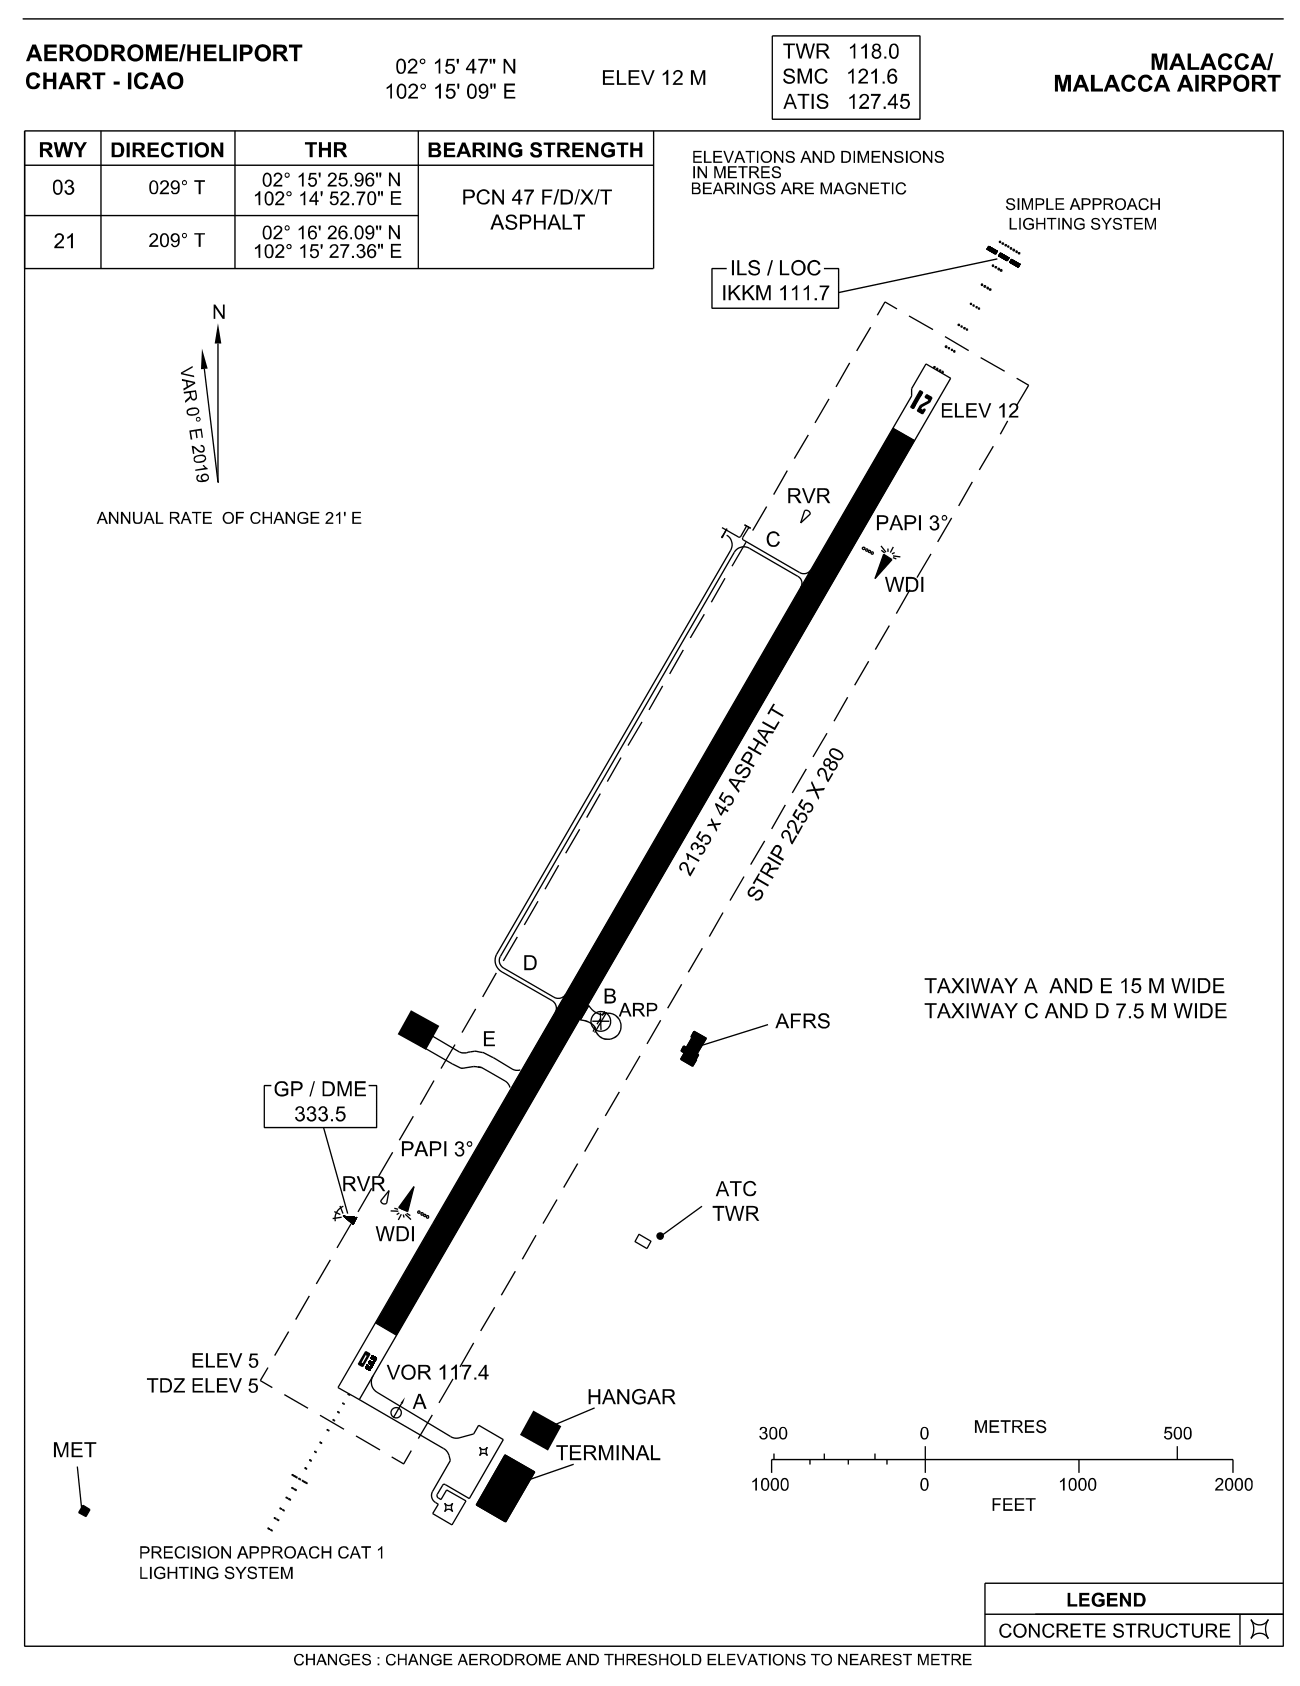 AERODROME/HELIPORT
CHART - ICAO
02° 15' 47" N
102° 15' 09" E
ELEV 12 M
TWR 118.0
SMC 121.6
ATIS 127.45
MALACCA/
MALACCA AIRPORT
RWY DIRECTION THR BEARING STRENGTH
03 029° T 02° 15' 25.96" N
102° 14' 52.70" E
PCN 47 F/D/X/T
ASPHALT
21 209° T 02° 16' 26.09" N
102° 15' 27.36" E
ELEVATIONS AND DIMENSIONS
IN METRES
BEARINGS ARE MAGNETIC
SIMPLE APPROACH
LIGHTING SYSTEM
ILS / LOC
IKKM 111.7
N
VAR 0° E 2019
ANNUAL RATE OF CHANGE 21' E
21
ELEV 12
RVR
PAPI 3°
C
WDI
2135 x 45 ASPHALT
STRIP 2255 X 280
D
B
ARP
TAXIWAY A AND E 15 M WIDE
TAXIWAY C AND D 7.5 M WIDE
AFRS
E
GP / DME
333.5
PAPI 3°
RVR
WDI
ATC
TWR
03
ELEV 5
TDZ ELEV 5
VOR 117.4
A
HANGAR
TERMINAL
MET
300 0 METRES 500
1000 0 1000 2000
FEET
PRECISION APPROACH CAT 1
LIGHTING SYSTEM
LEGEND
CONCRETE STRUCTURE
CHANGES : CHANGE AERODROME AND THRESHOLD ELEVATIONS TO NEAREST METRE